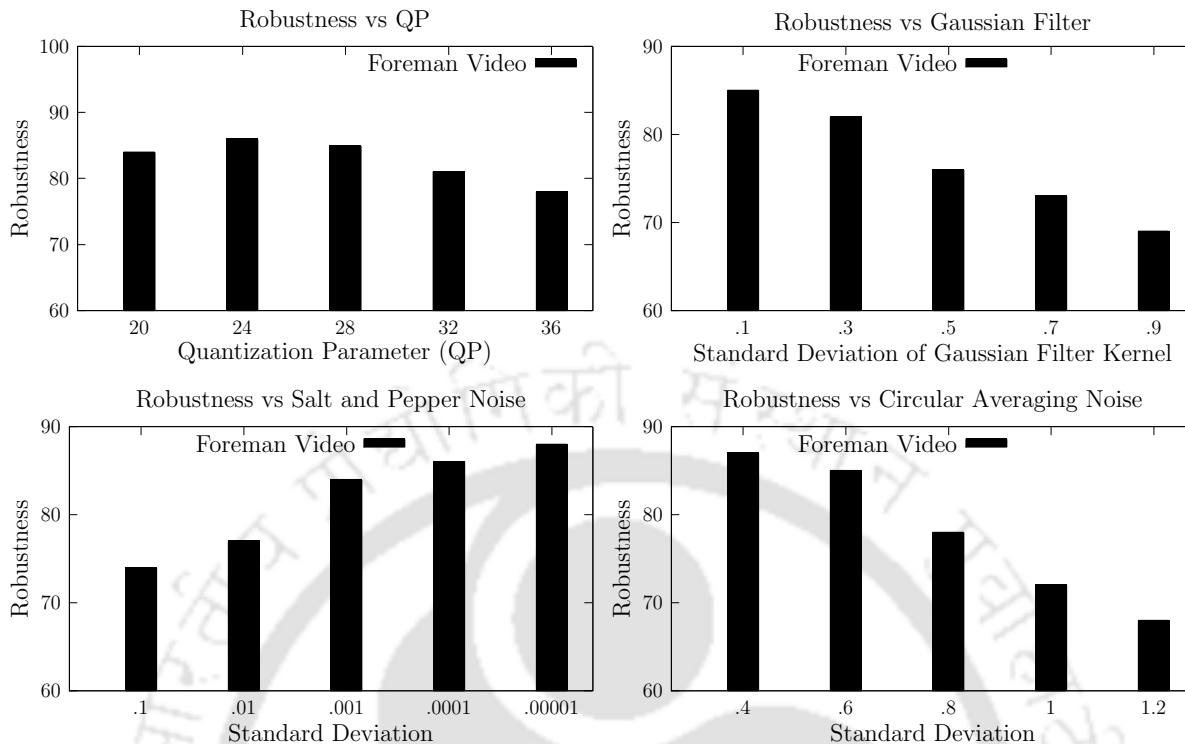 Robustness vs QP
100
90
80
70
60
Robustness
Foreman Video
20 24 28 32 36
Quantization Parameter (QP)
Robustness vs Gaussian Filter
90
80
70
60
Robustness
Foreman Video
.1 .3 .5 .7 .9
Standard Deviation of Gaussian Filter Kernel
Robustness vs Salt and Pepper Noise
90
80
70
60
Robustness
Foreman Video
.1 .01 .001 .0001 .00001
Standard Deviation
Robustness vs Circular Averaging Noise
90
80
70
60
Robustness
Foreman Video
.4 .6 .8 1 1.2
Standard Deviation